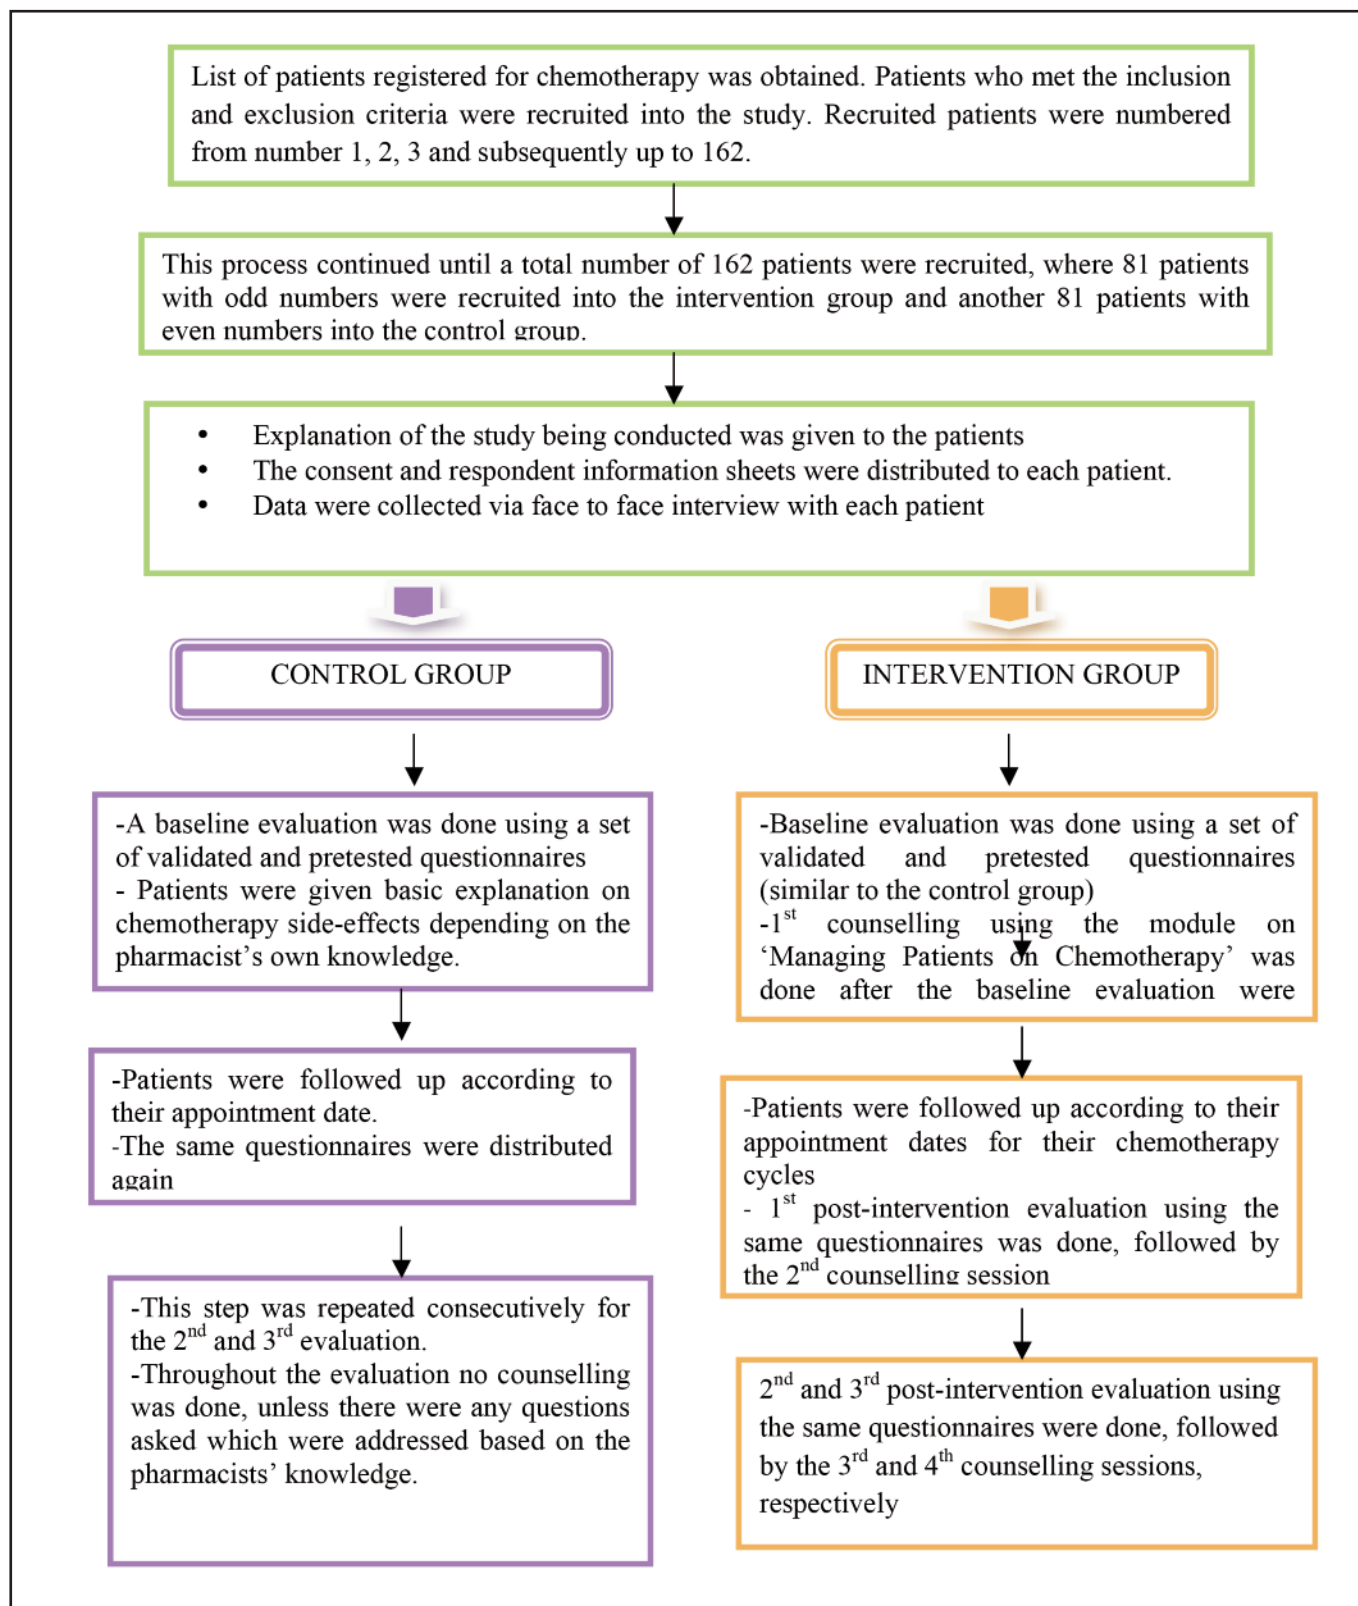 List of patients registered for chemotherapy was obtained. Patients who met the inclusion
and exclusion criteria were recruited into the study. Recruited patients were numbered
from number 1, 2, 3 and subsequently up to 162.
This process continued until a total number of 162 patients were recruited, where 81 patients
with odd numbers were recruited into the intervention group and another 81 patients with
even numbers into the control group.
• Explanation of the study being conducted was given to the patients
• The consent and respondent information sheets were distributed to each patient.
• Data were collected via face to face interview with each patient
CONTROL GROUP
-A baseline evaluation was done using a set
of validated and pretested questionnaires
- Patients were given basic explanation on
chemotherapy side-effects depending on the
pharmacist's own knowledge.
-Patients were followed up according to
their appointment date.
-The same questionnaires were distributed
again
-This step was repeated consecutively for
the 2nd and 3rd evaluation.
-Throughout the evaluation no counselling
was done, unless there were any questions
asked which were addressed based on the
pharmacists' knowledge.
INTERVENTION GROUP
-Baseline evaluation was done using a set of
validated and pretested questionnaires
(similar to the control group)
-1st counselling using the module on
'Managing Patients on Chemotherapy' was
done after the baseline evaluation were
-Patients were followed up according to their
appointment dates for their chemotherapy
cycles
- 1st post-intervention evaluation using the
same questionnaires was done, followed by
the 2nd counselling session
2nd and 3rd post-intervention evaluation using
the same questionnaires were done, followed
by the 3rd and 4th counselling sessions,
respectively